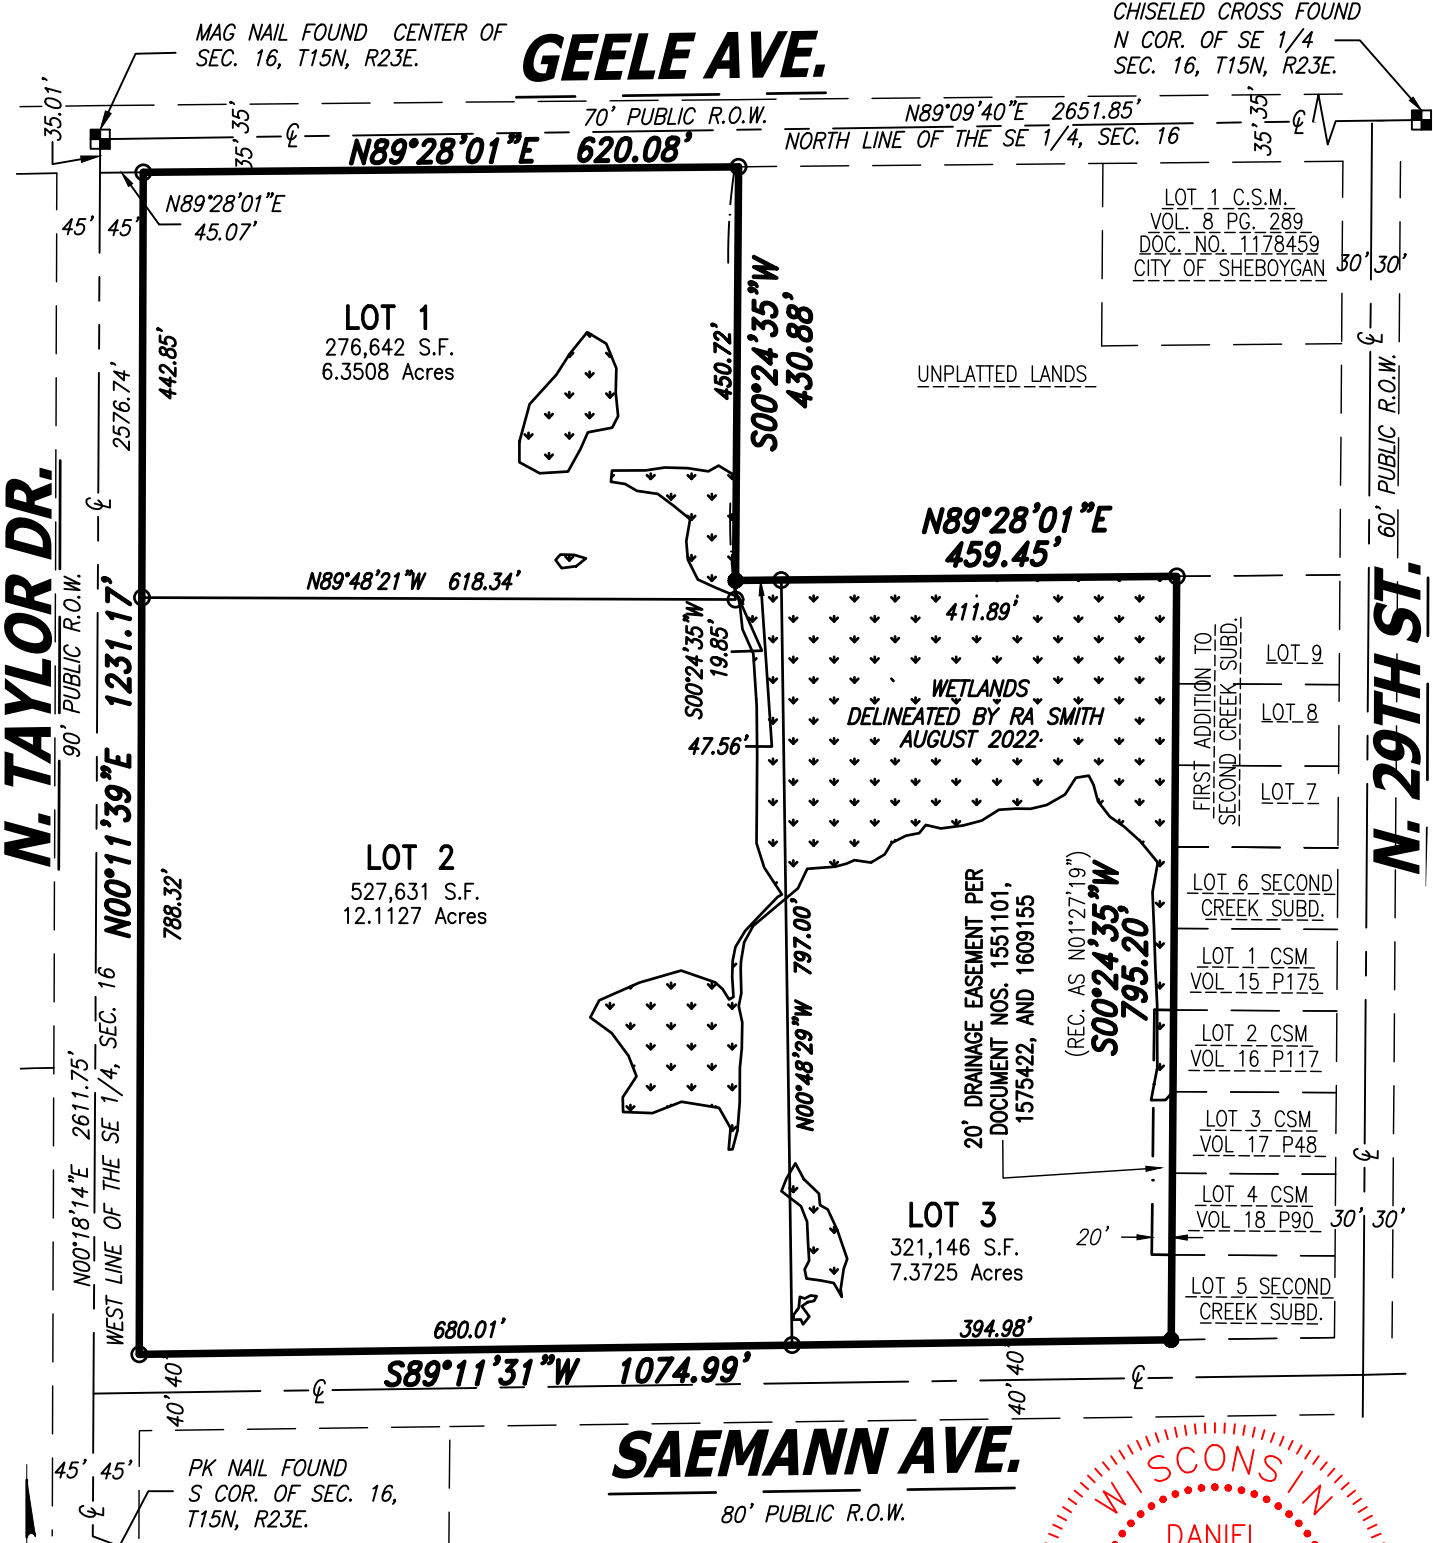 MAG NAIL FOUND CENTER OF
SEC. 16, T15N, R23E.
GEELE AVE.
CHISELED CROSS FOUND
N COR. OF SE 1/4
SEC. 16, T15N, R23E.
35.01'
35' 35'
℄
70' PUBLIC R.O.W.
N89°09'40"E 2651.85'
NORTH LINE OF THE SE 1/4, SEC. 16
35' 35'
℄
N89°28'01"E 620.08'
N89°28'01"E
45.07'
45' 45'
LOT 1 C.S.M.
VOL. 8 PG. 289
DOC. NO. 1178459
CITY OF SHEBOYGAN
30' 30'
LOT 1
276,642 S.F.
6.3508 Acres
442.85'
2576.74'
450.72'
S00°24'35"W
430.88'
UNPLATTED LANDS
℄
60' PUBLIC R.O.W.
N. TAYLOR DR.
90' PUBLIC R.O.W.
℄
N89°28'01"E
459.45'
N89°48'21"W 618.34'
411.89'
S00°24'35"W
19.85'
47.56'
WETLANDS
DELINEATED BY RA SMITH
AUGUST 2022
FIRST ADDITION TO
SECOND CREEK SUBD.
LOT 9
LOT 8
LOT 7
N. 29TH ST.
N00°11'39"E 1231.17'
LOT 2
527,631 S.F.
12.1127 Acres
788.32'
797.00'
N00°48'29"W
20' DRAINAGE EASEMENT PER
DOCUMENT NOS. 1551101,
1575422, AND 1609155
(REC. AS N01°27'19")
S00°24'35"W
795.20'
LOT 6 SECOND
CREEK SUBD.
LOT 1 CSM
VOL 15 P175
LOT 2 CSM
VOL 16 P117
LOT 3 CSM
VOL 17 P48
LOT 4 CSM
VOL 18 P90
30' 30'
℄
LOT 5 SECOND
CREEK SUBD.
N00°18'14"E 2611.75'
WEST LINE OF THE SE 1/4, SEC. 16
LOT 3
321,146 S.F.
7.3725 Acres
20'
680.01'
394.98'
S89°11'31"W 1074.99'
40' 40'
℄
40' 40'
℄
SAEMANN AVE.
80' PUBLIC R.O.W.
45' 45'
℄
PK NAIL FOUND
S COR. OF SEC. 16,
T15N, R23E.
WISCONSIN
DANIEL